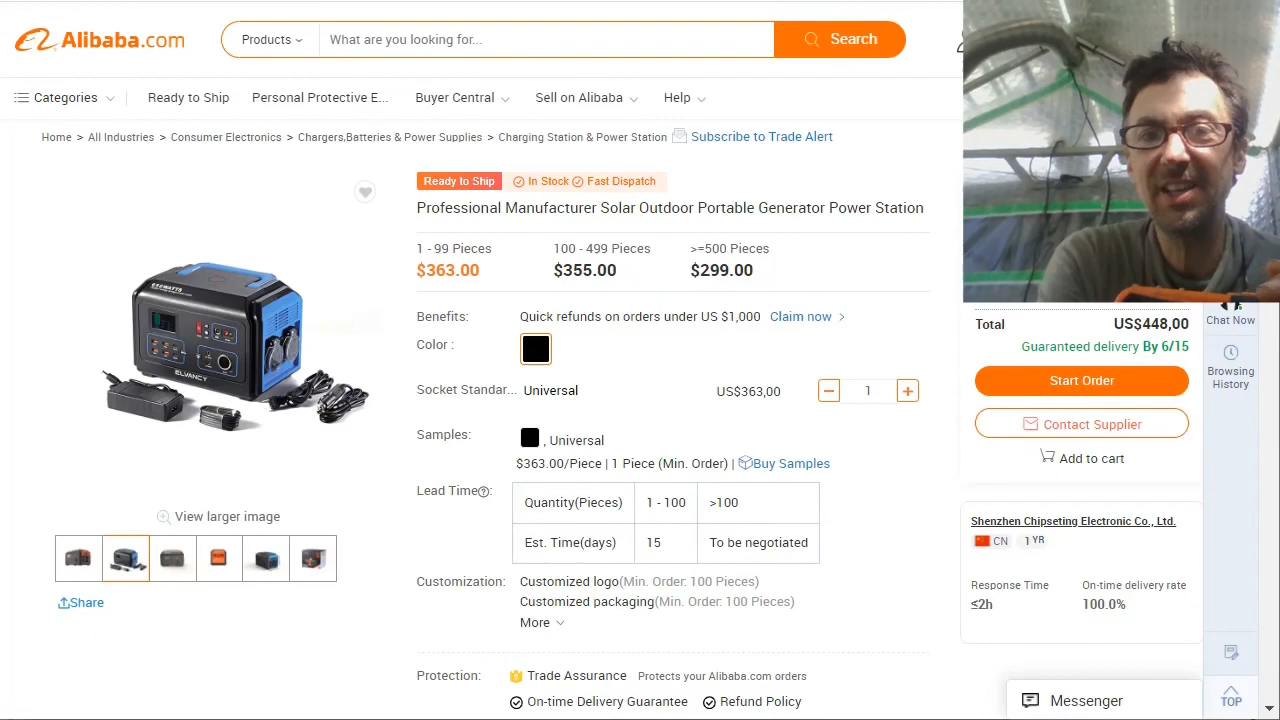 Alibaba.com
Products
What are you looking for...
Search
Categories
Ready to Ship
Personal Protective E...
Buyer Central
Sell on Alibaba
Help
Home > All Industries > Consumer Electronics > Chargers,Batteries & Power Supplies > Charging Station & Power Station
Subscribe to Trade Alert
Ready to Ship
In Stock
Fast Dispatch
Professional Manufacturer Solar Outdoor Portable Generator Power Station
1 - 99 Pieces
100 - 499 Pieces
>=500 Pieces
$363.00
$355.00
$299.00
Benefits:
Quick refunds on orders under US $1,000
Claim now
Color :
Socket Standar...
Universal
US$363,00
1
Samples:
, Universal
$363.00/Piece | 1 Piece (Min. Order) |
Buy Samples
Lead Time
:
Quantity(Pieces)
1 - 100
>100
Est. Time(days)
15
To be negotiated
Customization:
Customized logo(Min. Order: 100 Pieces)
Customized packaging(Min. Order: 100 Pieces)
More
Protection:
Trade Assurance
Protects your Alibaba.com orders
On-time Delivery Guarantee
Refund Policy
ELVANCY
View larger image
Share
Total
US$448,00
Guaranteed delivery By 6/15
Start Order
Contact Supplier
Add to cart
Shenzhen Chipseting Electronic Co., Ltd.
CN
1 YR
Response Time
On-time delivery rate
≤2h
100.0%
Chat Now
Browsing
History
TOP
Messenger